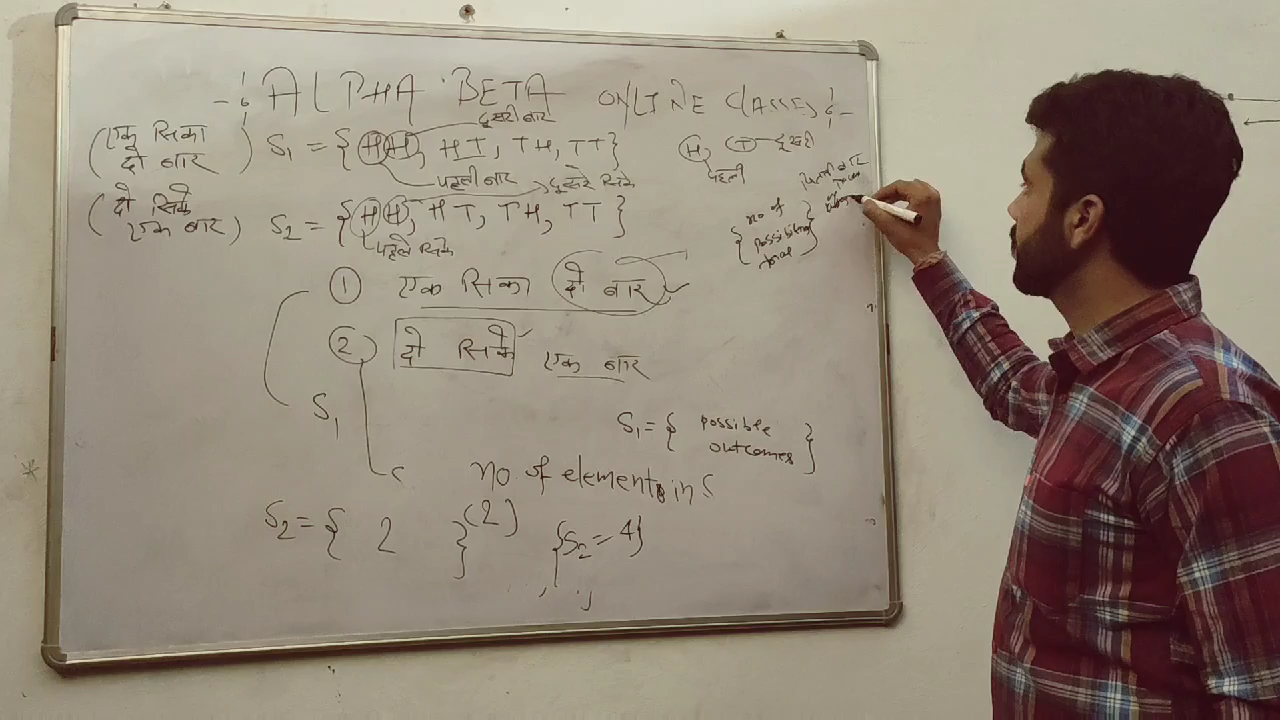 -: ALPHA BETA ONLINE CLASSES :-
दूसरी बार
(एक सिका दो बार) S₁ = {HH, HT, TH, TT}
H T दूसरी
पहली बार
पहली
दूसरे सिके
(दो सिके एक बार) S₂ = {HH, HT, TH, TT}
पहले सिके
{no of possible}
① एक सिका दो बार
② दो सिके एक बार
S₁
S₁ = {possible outcomes}
S
no. of elements in S
S₂ = { 2 }(2)
{S₂ = 4}